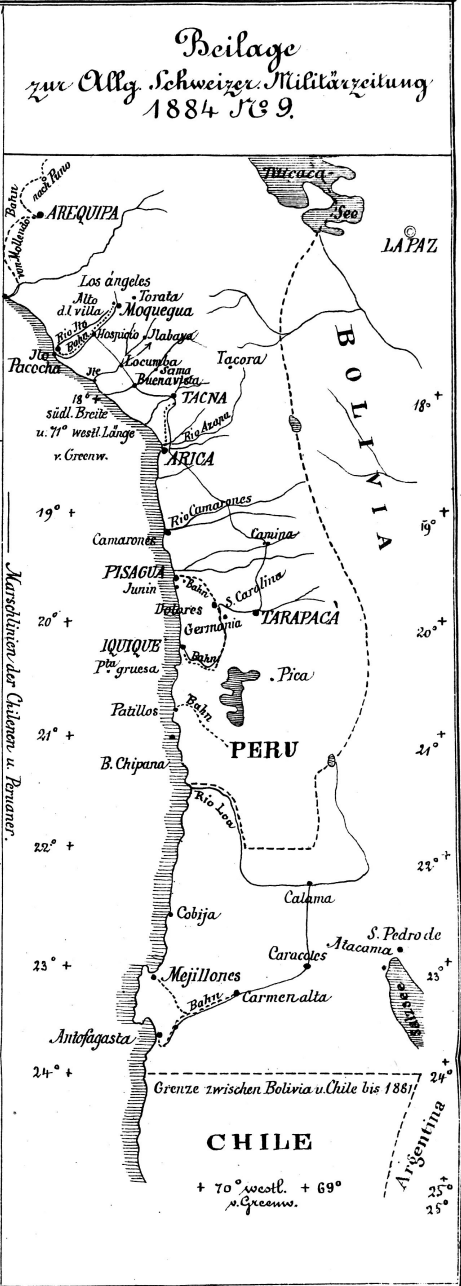 Beilage
zur Allg. Schweizer. Militärzeitung
1884 No 9.
Titicaca-
See
Bahn
nach Puno
von Mollendo
AREQUIPA
LA PAZ
Los ángeles
Alto
d.l villa
Torata
Moquegua
Rio Ilo
Bahn
Hospicio
Ilabaya
Ilo
Pacocha
Locumba
Sama
Tacora
Ite
Buenavista
18° +
südl. Breite
u. 71° westl. Länge
v. Greenw.
TACNA
Rio Azapa
ARICA
18° +
BOLIVIA
19° +
Rio Camarones
Camarones
Camina
19° +
PISAGUA
Junin
Bahn
Dolores
S. Carolina
Germania
TARAPACÁ
20° +
20° +
IQUIQUE
Bahn
Pta gruesa
Pica
Patillos
Bahn
21° +
PERU
21° +
B. Chipana
Rio Loa
22° +
22° +
Calama
Cobija
S. Pedro de
Atacama
Caracoles
23° +
23° +
Mejillones
Bahn
Carmen alta
Salzsee
Antofagasta
24° +
24° +
Grenze zwischen Bolivia u. Chile bis 1881
CHILE
Argentina
+ 70° westl. + 69°
v. Greenw.
+
25°
25°
Marschlinien der Chilenen u. Peruaner.